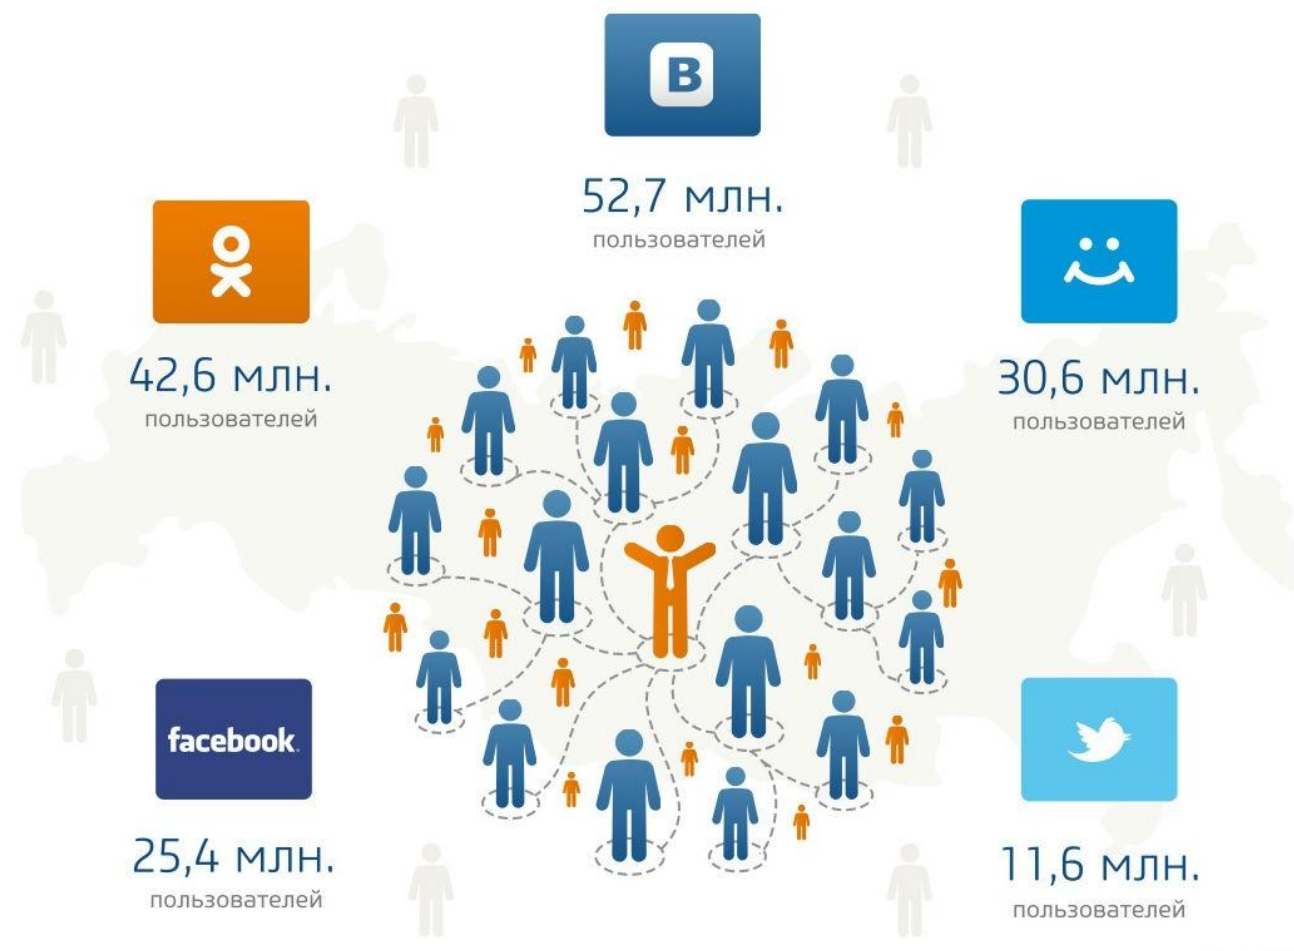 B
52,7 млн.
пользователей
42,6 млн.
пользователей
30,6 млн.
пользователей
facebook.
25,4 млн.
пользователей
11,6 млн.
пользователей